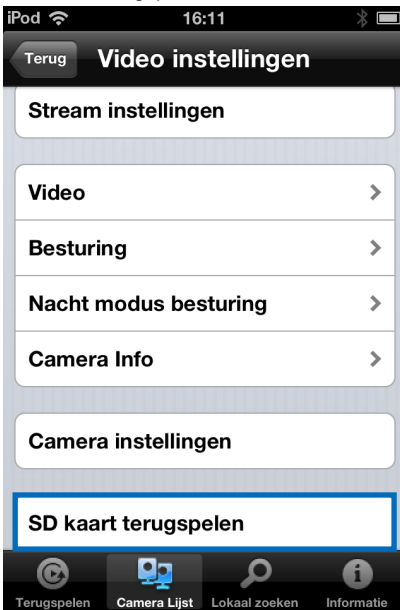 iPod 16:11
Terug Video instellingen
Stream instellingen
Video
Besturing
Nacht modus besturing
Camera Info
Camera instellingen
SD kaart terugspelen
Terugspelen Camera Lijst Lokaal zoeken Informatie